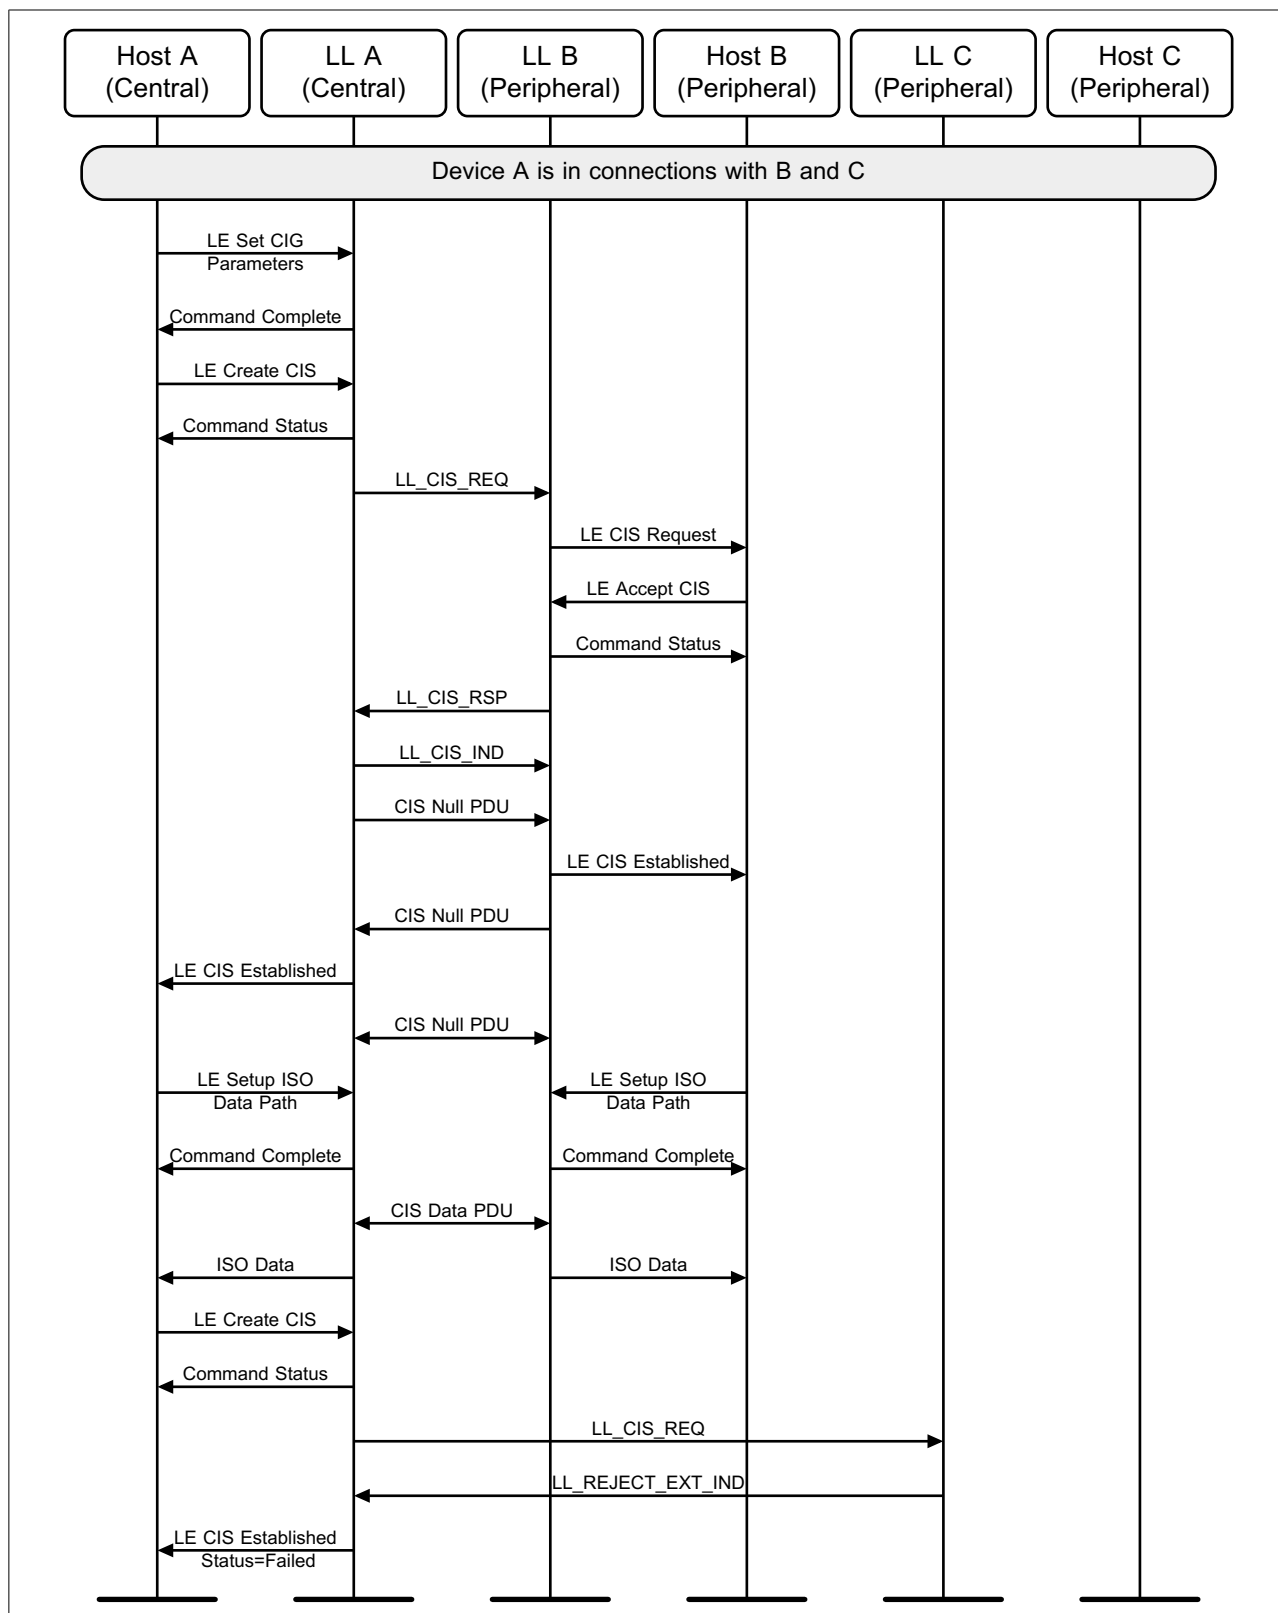 Host A
(Central)
LL A
(Central)
LL B
(Peripheral)
Host B
(Peripheral)
LL C
(Peripheral)
Host C
(Peripheral)
Device A is in connections with B and C
LE Set CIG
Parameters
Command Complete
LE Create CIS
Command Status
LL_CIS_REQ
LE CIS Request
LE Accept CIS
Command Status
LL_CIS_RSP
LL_CIS_IND
CIS Null PDU
LE CIS Established
CIS Null PDU
LE CIS Established
CIS Null PDU
LE Setup ISO
Data Path
LE Setup ISO
Data Path
Command Complete
Command Complete
CIS Data PDU
ISO Data
ISO Data
LE Create CIS
Command Status
LL_CIS_REQ
LL_REJECT_EXT_IND
LE CIS Established
Status=Failed